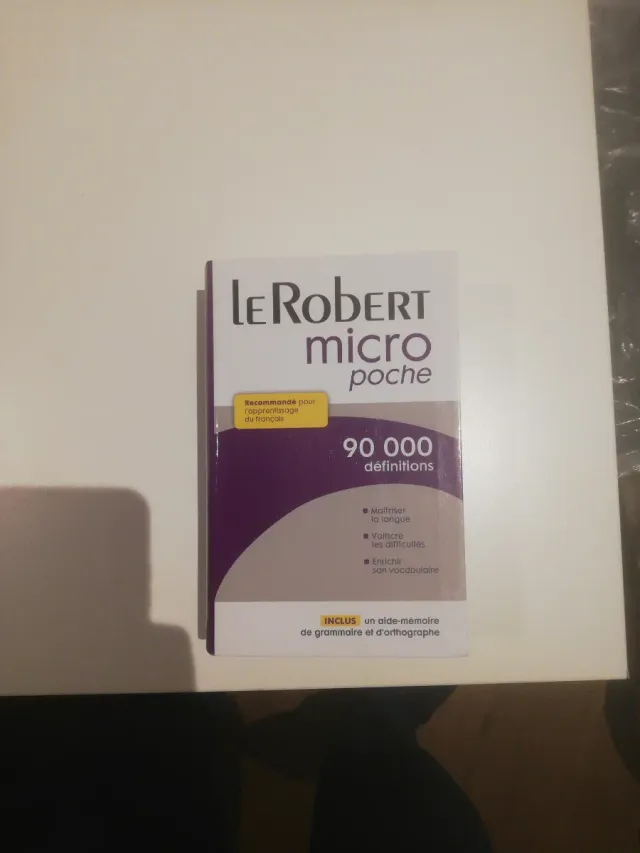 LE ROBERT
micro
poche
Recommandé pour
l'apprentissage
du français
90 000
définitions
Maîtriser
la langue
Vaincre
les difficultés
Enrichir
son vocabulaire
INCLUS un aide-mémoire
de grammaire et d'orthographe